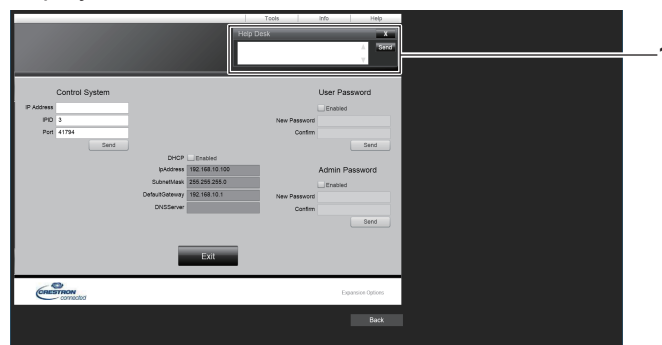 Tools Info Help
Help Desk X
Send
Control System
IP Address
IPID 3
Port 41794
Send
User Password
Enabled
New Password
Confirm
Send
DHCP Enabled
IpAddress 192.168.10.100
SubnetMask 255.255.255.0
DefaultGateway 192.168.10.1
DNSServer
Admin Password
Enabled
New Password
Confirm
Send
Exit
CRESTRON
connected
Expansion Options
Back